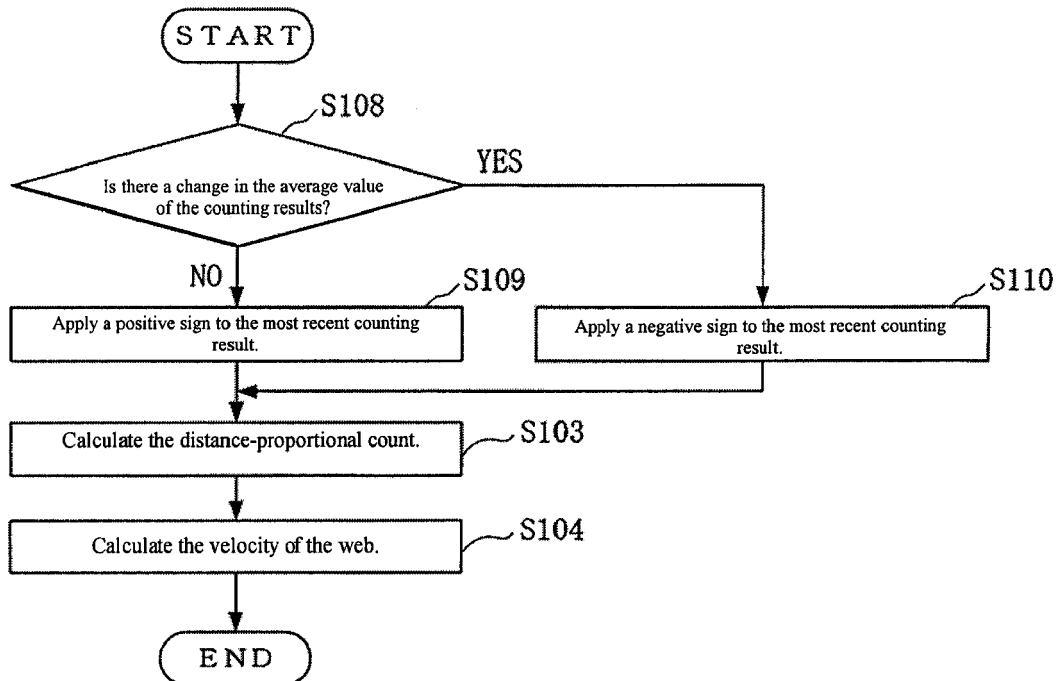 START
S108
YES
Is there a change in the average value
of the counting results?
NO
S109
S110
Apply a positive sign to the most recent counting
result.
Apply a negative sign to the most recent counting
result.
Calculate the distance-proportional count.
S103
Calculate the velocity of the web.
S104
END